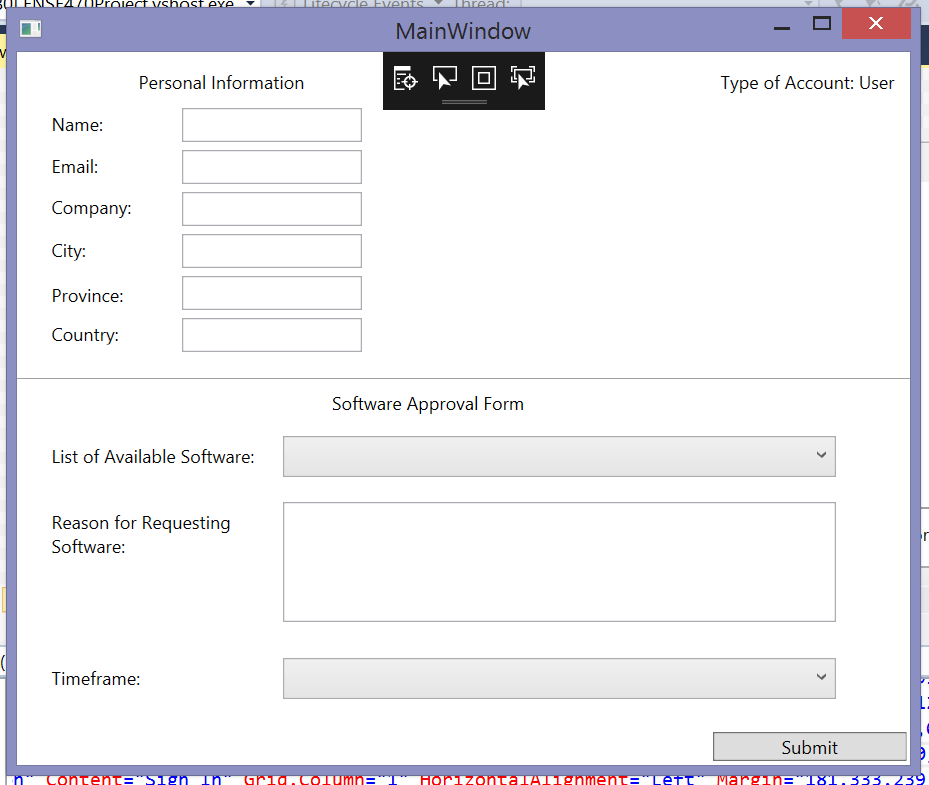 470Project.vshost.exe Lifecycle Events Thread:
MainWindow
Personal Information
Type of Account: User
Name:
Email:
Company:
City:
Province:
Country:
Software Approval Form
List of Available Software:
Reason for Requesting
Software:
Timeframe:
Submit
Content="Sign In" Grid.Column="1" HorizontalAlignment="Left" Margin="181,333,239